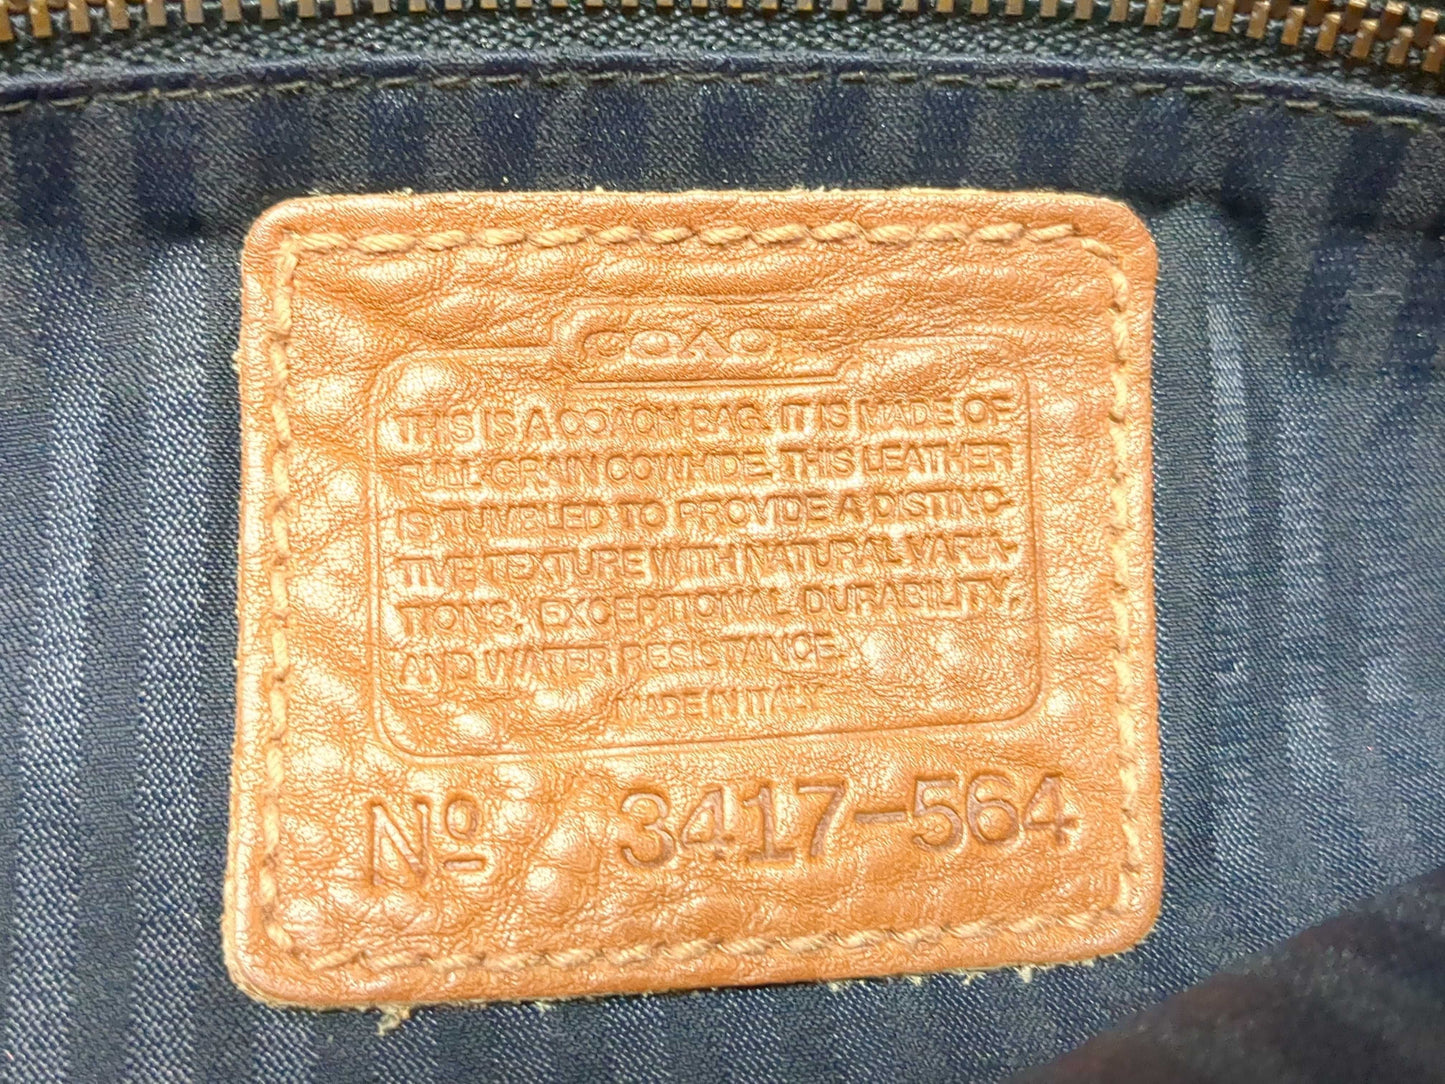 COACH
THIS IS A COACH BAG. IT IS MADE OF
FULL GRAIN COWHIDE. THIS LEATHER
IS TUMBLED TO PROVIDE A DISTINC-
TIVE TEXTURE WITH NATURAL VARIA-
TIONS, EXCEPTIONAL DURABILITY,
AND WATER RESISTANCE.
MADE IN ITALY
Nº 3417-564